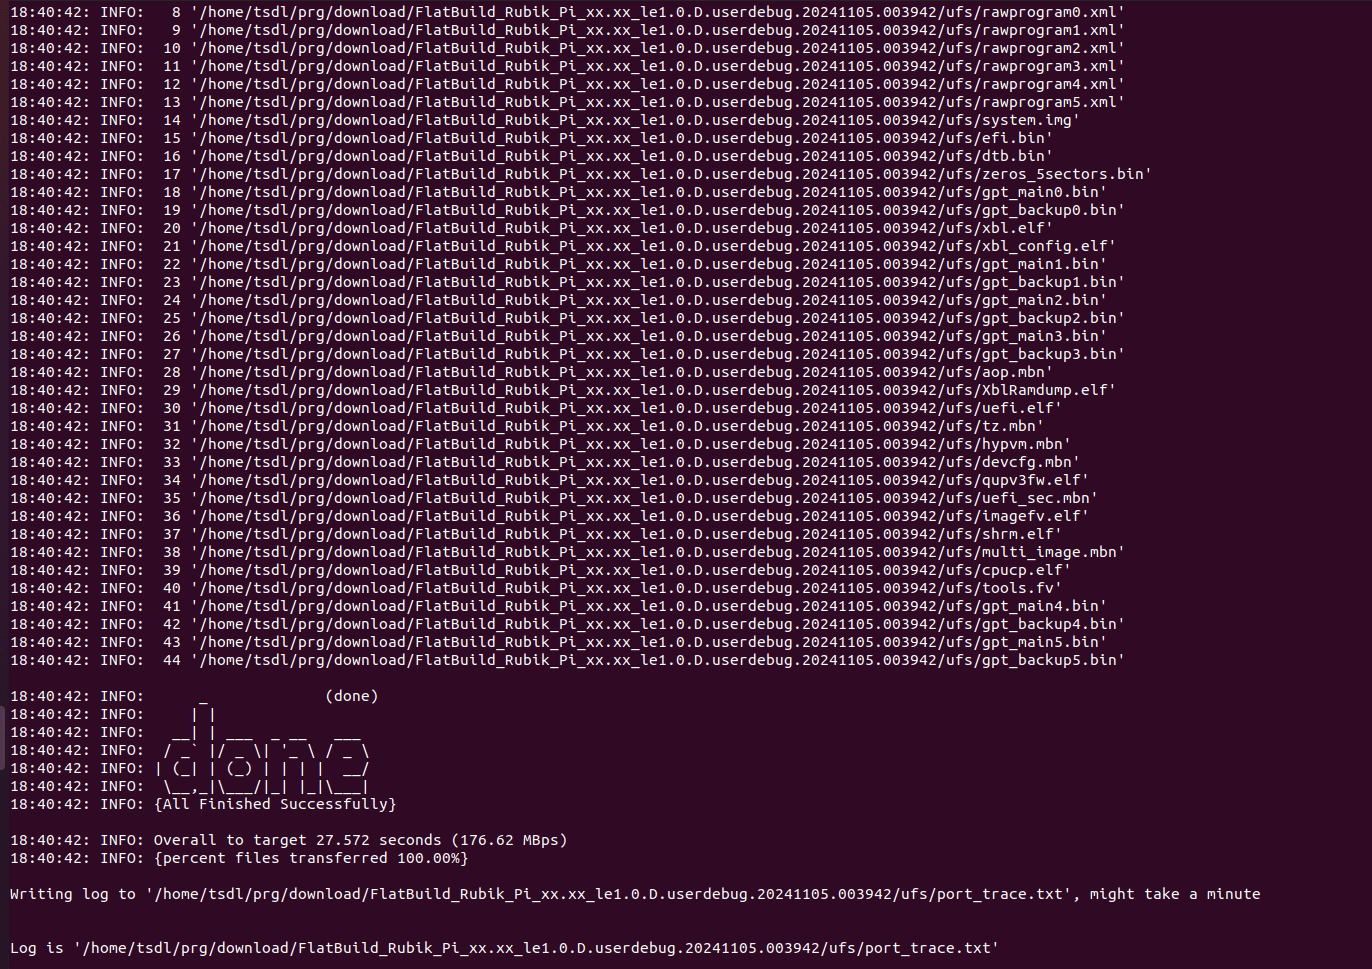 18:40:42: INFO:   8 '/home/tsdl/prg/download/FlatBuild_Rubik_Pi_xx.xx_le1.0.D.userdebug.20241105.003942/ufs/rawprogram0.xml'
18:40:42: INFO:   9 '/home/tsdl/prg/download/FlatBuild_Rubik_Pi_xx.xx_le1.0.D.userdebug.20241105.003942/ufs/rawprogram1.xml'
18:40:42: INFO:  10 '/home/tsdl/prg/download/FlatBuild_Rubik_Pi_xx.xx_le1.0.D.userdebug.20241105.003942/ufs/rawprogram2.xml'
18:40:42: INFO:  11 '/home/tsdl/prg/download/FlatBuild_Rubik_Pi_xx.xx_le1.0.D.userdebug.20241105.003942/ufs/rawprogram3.xml'
18:40:42: INFO:  12 '/home/tsdl/prg/download/FlatBuild_Rubik_Pi_xx.xx_le1.0.D.userdebug.20241105.003942/ufs/rawprogram4.xml'
18:40:42: INFO:  13 '/home/tsdl/prg/download/FlatBuild_Rubik_Pi_xx.xx_le1.0.D.userdebug.20241105.003942/ufs/rawprogram5.xml'
18:40:42: INFO:  14 '/home/tsdl/prg/download/FlatBuild_Rubik_Pi_xx.xx_le1.0.D.userdebug.20241105.003942/ufs/system.img'
18:40:42: INFO:  15 '/home/tsdl/prg/download/FlatBuild_Rubik_Pi_xx.xx_le1.0.D.userdebug.20241105.003942/ufs/efi.bin'
18:40:42: INFO:  16 '/home/tsdl/prg/download/FlatBuild_Rubik_Pi_xx.xx_le1.0.D.userdebug.20241105.003942/ufs/dtb.bin'
18:40:42: INFO:  17 '/home/tsdl/prg/download/FlatBuild_Rubik_Pi_xx.xx_le1.0.D.userdebug.20241105.003942/ufs/zeros_5sectors.bin'
18:40:42: INFO:  18 '/home/tsdl/prg/download/FlatBuild_Rubik_Pi_xx.xx_le1.0.D.userdebug.20241105.003942/ufs/gpt_main0.bin'
18:40:42: INFO:  19 '/home/tsdl/prg/download/FlatBuild_Rubik_Pi_xx.xx_le1.0.D.userdebug.20241105.003942/ufs/gpt_backup0.bin'
18:40:42: INFO:  20 '/home/tsdl/prg/download/FlatBuild_Rubik_Pi_xx.xx_le1.0.D.userdebug.20241105.003942/ufs/xbl.elf'
18:40:42: INFO:  21 '/home/tsdl/prg/download/FlatBuild_Rubik_Pi_xx.xx_le1.0.D.userdebug.20241105.003942/ufs/xbl_config.elf'
18:40:42: INFO:  22 '/home/tsdl/prg/download/FlatBuild_Rubik_Pi_xx.xx_le1.0.D.userdebug.20241105.003942/ufs/gpt_main1.bin'
18:40:42: INFO:  23 '/home/tsdl/prg/download/FlatBuild_Rubik_Pi_xx.xx_le1.0.D.userdebug.20241105.003942/ufs/gpt_backup1.bin'
18:40:42: INFO:  24 '/home/tsdl/prg/download/FlatBuild_Rubik_Pi_xx.xx_le1.0.D.userdebug.20241105.003942/ufs/gpt_main2.bin'
18:40:42: INFO:  25 '/home/tsdl/prg/download/FlatBuild_Rubik_Pi_xx.xx_le1.0.D.userdebug.20241105.003942/ufs/gpt_backup2.bin'
18:40:42: INFO:  26 '/home/tsdl/prg/download/FlatBuild_Rubik_Pi_xx.xx_le1.0.D.userdebug.20241105.003942/ufs/gpt_main3.bin'
18:40:42: INFO:  27 '/home/tsdl/prg/download/FlatBuild_Rubik_Pi_xx.xx_le1.0.D.userdebug.20241105.003942/ufs/gpt_backup3.bin'
18:40:42: INFO:  28 '/home/tsdl/prg/download/FlatBuild_Rubik_Pi_xx.xx_le1.0.D.userdebug.20241105.003942/ufs/aop.mbn'
18:40:42: INFO:  29 '/home/tsdl/prg/download/FlatBuild_Rubik_Pi_xx.xx_le1.0.D.userdebug.20241105.003942/ufs/XblRamdump.elf'
18:40:42: INFO:  30 '/home/tsdl/prg/download/FlatBuild_Rubik_Pi_xx.xx_le1.0.D.userdebug.20241105.003942/ufs/uefi.elf'
18:40:42: INFO:  31 '/home/tsdl/prg/download/FlatBuild_Rubik_Pi_xx.xx_le1.0.D.userdebug.20241105.003942/ufs/tz.mbn'
18:40:42: INFO:  32 '/home/tsdl/prg/download/FlatBuild_Rubik_Pi_xx.xx_le1.0.D.userdebug.20241105.003942/ufs/hypvm.mbn'
18:40:42: INFO:  33 '/home/tsdl/prg/download/FlatBuild_Rubik_Pi_xx.xx_le1.0.D.userdebug.20241105.003942/ufs/devcfg.mbn'
18:40:42: INFO:  34 '/home/tsdl/prg/download/FlatBuild_Rubik_Pi_xx.xx_le1.0.D.userdebug.20241105.003942/ufs/qupv3fw.elf'
18:40:42: INFO:  35 '/home/tsdl/prg/download/FlatBuild_Rubik_Pi_xx.xx_le1.0.D.userdebug.20241105.003942/ufs/uefi_sec.mbn'
18:40:42: INFO:  36 '/home/tsdl/prg/download/FlatBuild_Rubik_Pi_xx.xx_le1.0.D.userdebug.20241105.003942/ufs/imagefv.elf'
18:40:42: INFO:  37 '/home/tsdl/prg/download/FlatBuild_Rubik_Pi_xx.xx_le1.0.D.userdebug.20241105.003942/ufs/shrm.elf'
18:40:42: INFO:  38 '/home/tsdl/prg/download/FlatBuild_Rubik_Pi_xx.xx_le1.0.D.userdebug.20241105.003942/ufs/multi_image.mbn'
18:40:42: INFO:  39 '/home/tsdl/prg/download/FlatBuild_Rubik_Pi_xx.xx_le1.0.D.userdebug.20241105.003942/ufs/cpucp.elf'
18:40:42: INFO:  40 '/home/tsdl/prg/download/FlatBuild_Rubik_Pi_xx.xx_le1.0.D.userdebug.20241105.003942/ufs/tools.fv'
18:40:42: INFO:  41 '/home/tsdl/prg/download/FlatBuild_Rubik_Pi_xx.xx_le1.0.D.userdebug.20241105.003942/ufs/gpt_main4.bin'
18:40:42: INFO:  42 '/home/tsdl/prg/download/FlatBuild_Rubik_Pi_xx.xx_le1.0.D.userdebug.20241105.003942/ufs/gpt_backup4.bin'
18:40:42: INFO:  43 '/home/tsdl/prg/download/FlatBuild_Rubik_Pi_xx.xx_le1.0.D.userdebug.20241105.003942/ufs/gpt_main5.bin'
18:40:42: INFO:  44 '/home/tsdl/prg/download/FlatBuild_Rubik_Pi_xx.xx_le1.0.D.userdebug.20241105.003942/ufs/gpt_backup5.bin'
18:40:42: INFO:      _             (done)
18:40:42: INFO:     | |
18:40:42: INFO:   __| | ___  _ __   ___
18:40:42: INFO:  / _` |/ _ \| '_ \ / _ \
18:40:42: INFO: | (_| | (_) | | | |  __/
18:40:42: INFO:  \__,_|\___/|_| |_|\___|
18:40:42: INFO: {All Finished Successfully}
18:40:42: INFO: Overall to target 27.572 seconds (176.62 MBps)
18:40:42: INFO: {percent files transferred 100.00%}
Writing log to '/home/tsdl/prg/download/FlatBuild_Rubik_Pi_xx.xx_le1.0.D.userdebug.20241105.003942/ufs/port_trace.txt', might take a minute
Log is '/home/tsdl/prg/download/FlatBuild_Rubik_Pi_xx.xx_le1.0.D.userdebug.20241105.003942/ufs/port_trace.txt'